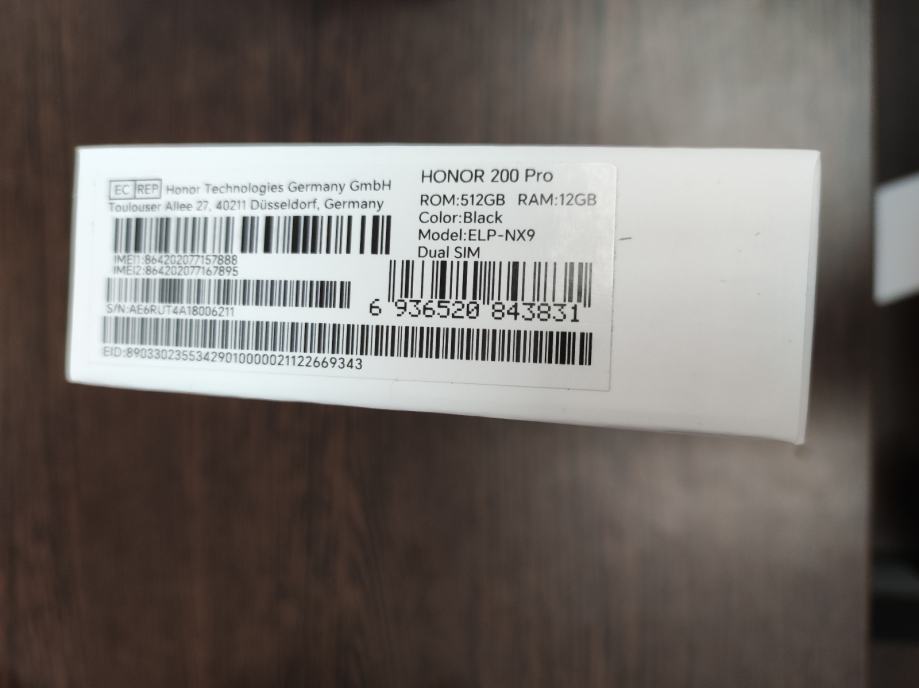 EC REP Honor Technologies Germany GmbH
Toulouser Allee 27, 40211 Düsseldorf, Germany
IMEI1:864202077157888
IMEI2:864202077167895
S/N:AE6RUT4A18006211
EID:89033023553429010000021122669343
HONOR 200 Pro
ROM:512GB RAM:12GB
Color:Black
Model:ELP-NX9
Dual SIM
6 936520 843831